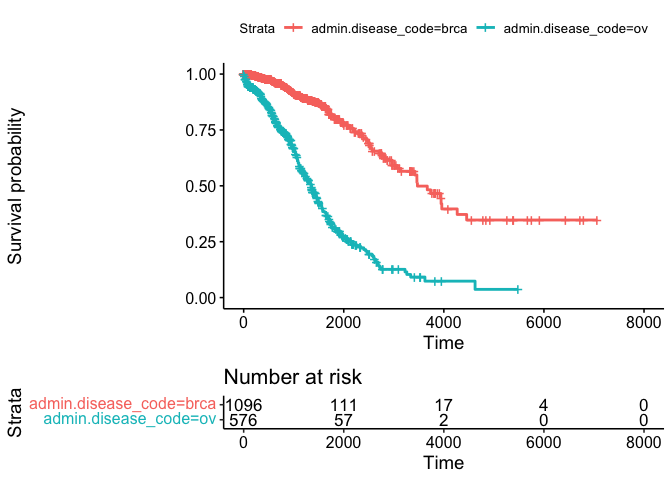 Strata admin.disease_code=brca admin.disease_code=ov
1.00
0.75
0.50
0.25
0.00
Survival probability
0 2000 4000 6000 8000
Time
Number at risk
Strata
admin.disease_code=brca 1096 111 17 4 0
admin.disease_code=ov 576 57 2 0 0
0 2000 4000 6000 8000
Time